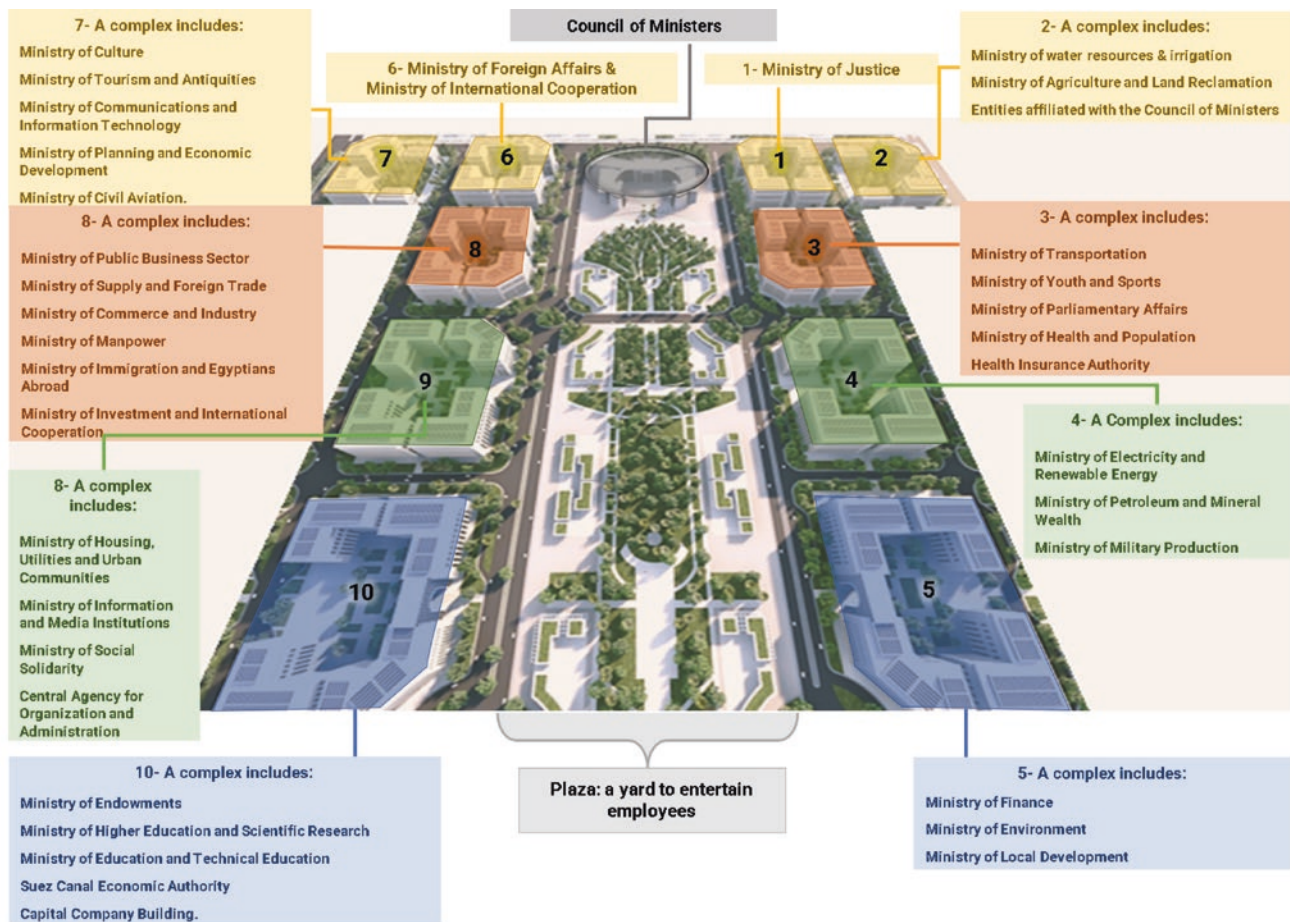 7- A complex includes:
Ministry of Culture
Ministry of Tourism and Antiquities
Ministry of Communications and
Information Technology
Ministry of Planning and Economic
Development
Ministry of Civil Aviation.
Council of Ministers
6- Ministry of Foreign Affairs &
Ministry of International Cooperation
1- Ministry of Justice
2- A complex includes:
Ministry of water resources & irrigation
Ministry of Agriculture and Land Reclamation
Entities affiliated with the Council of Ministers
7
6
1
2
8- A complex includes:
Ministry of Public Business Sector
Ministry of Supply and Foreign Trade
Ministry of Commerce and Industry
Ministry of Manpower
Ministry of Immigration and Egyptians
Abroad
Ministry of Investment and International
Cooperation
8
3
3- A complex includes:
Ministry of Transportation
Ministry of Youth and Sports
Ministry of Parliamentary Affairs
Ministry of Health and Population
Health Insurance Authority
9
4
4- A Complex includes:
Ministry of Electricity and
Renewable Energy
Ministry of Petroleum and Mineral
Wealth
Ministry of Military Production
8- A complex
includes:
Ministry of Housing,
Utilities and Urban
Communities
Ministry of Information
and Media Institutions
Ministry of Social
Solidarity
Central Agency for
Organization and
Administration
10
5
10- A complex includes:
Ministry of Endowments
Ministry of Higher Education and Scientific Research
Ministry of Education and Technical Education
Suez Canal Economic Authority
Capital Company Building.
Plaza: a yard to entertain
employees
5- A complex includes:
Ministry of Finance
Ministry of Environment
Ministry of Local Development